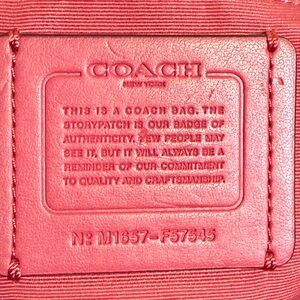 COACH
NEW YORK
THIS IS A COACH BAG. THE
STORYPATCH IS OUR BADGE OF
AUTHENTICITY. FEW PEOPLE MAY
SEE IT, BUT IT WILL ALWAYS BE A
REMINDER OF OUR COMMITMENT
TO QUALITY AND CRAFTSMANSHIP.
Nº M1657-F57545